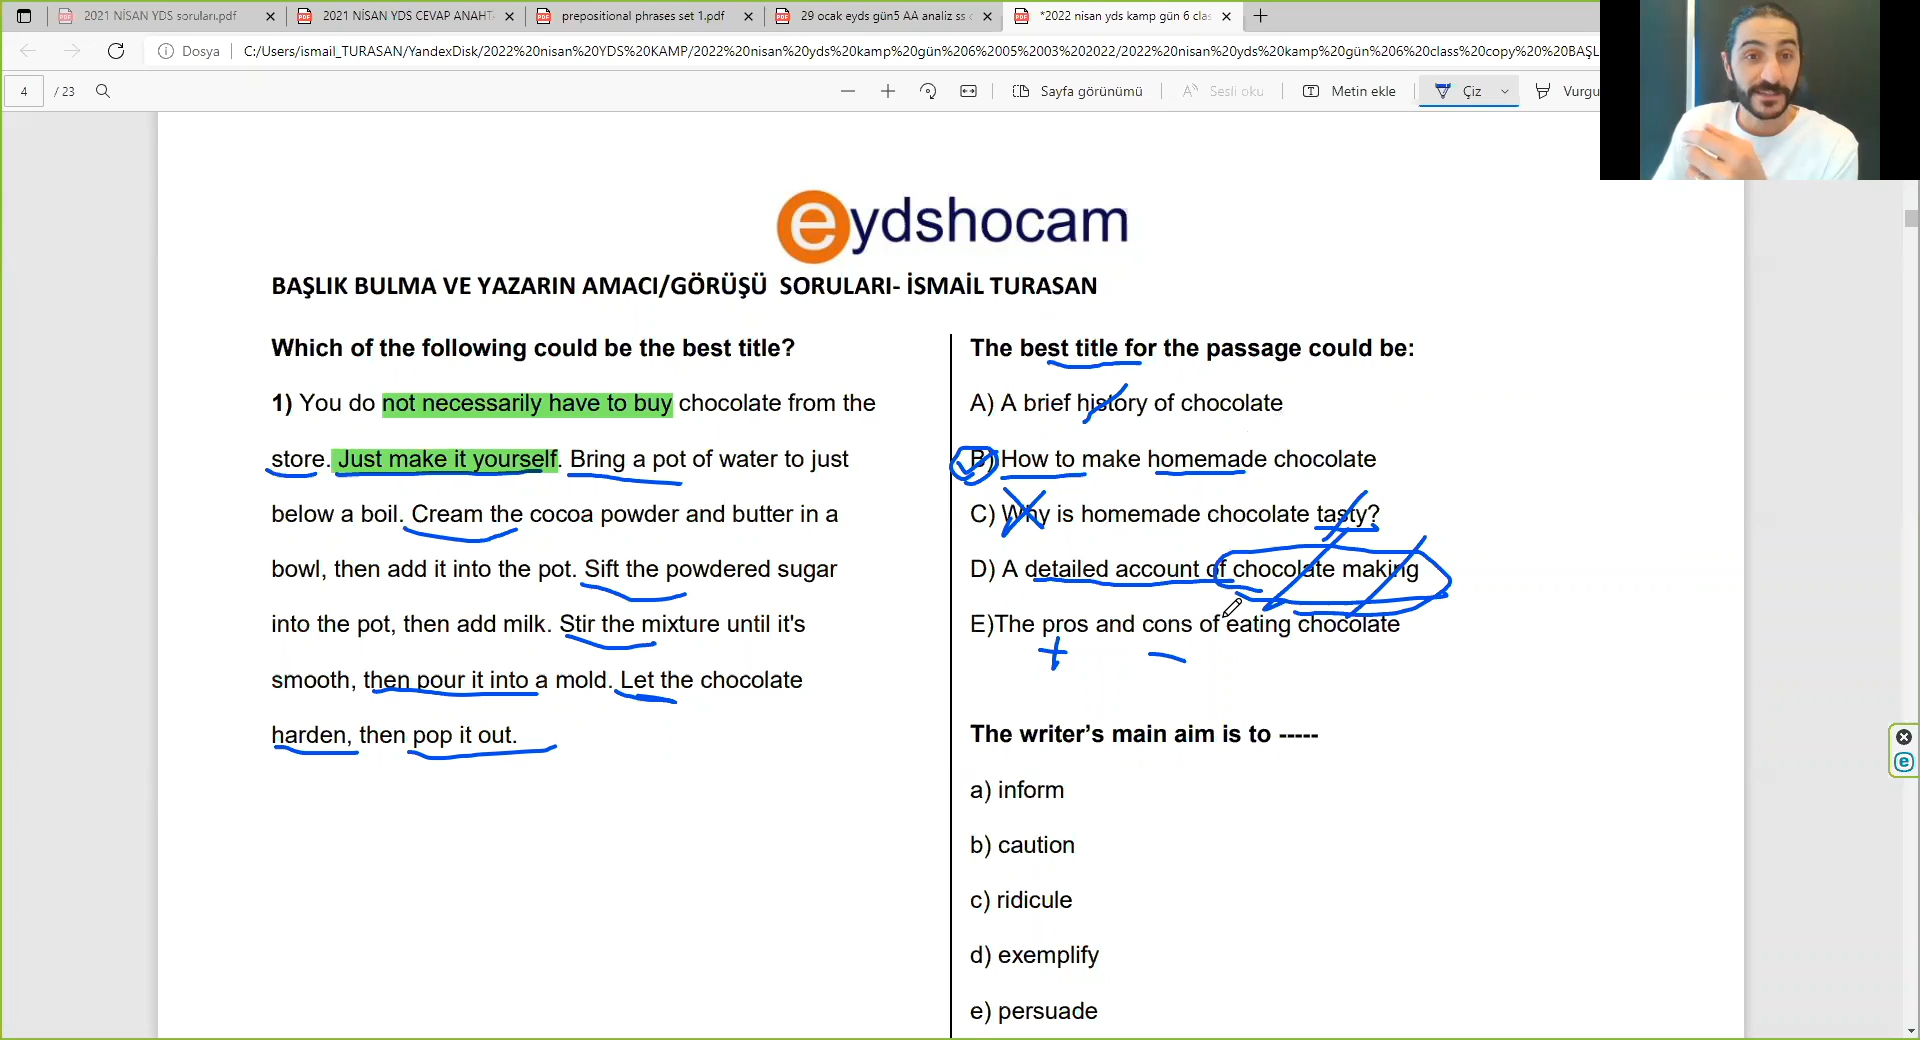 2021 NİSAN YDS soruları.pdf
2021 NİSAN YDS CEVAP ANAHT
prepositional phrases set 1.pdf
29 ocak eyds gün5 AA analiz ss
*2022 nisan yds kamp gün 6 clas
Dosya
C:/Users/ismail_TURASAN/YandexDisk/2022%20nisan%20YDS%20KAMP/2022%20nisan%20yds%20kamp%20gün%206%2005%2003%202022/2022%20nisan%20yds%20kamp%20gün%206%20class%20copy%20%20BAŞL
4 / 23
Sayfa görünümü
Sesli oku
Metin ekle
Çiz
Vurgu
eydshocam
BAŞLIK BULMA VE YAZARIN AMACI/GÖRÜŞÜ SORULARI- İSMAİL TURASAN
Which of the following could be the best title?
1) You do not necessarily have to buy chocolate from the
store. Just make it yourself. Bring a pot of water to just
below a boil. Cream the cocoa powder and butter in a
bowl, then add it into the pot. Sift the powdered sugar
into the pot, then add milk. Stir the mixture until it's
smooth, then pour it into a mold. Let the chocolate
harden, then pop it out.
The best title for the passage could be:
A) A brief history of chocolate
B) How to make homemade chocolate
C) Why is homemade chocolate tasty?
D) A detailed account of chocolate making
E)The pros and cons of eating chocolate
The writer’s main aim is to -----
a) inform
b) caution
c) ridicule
d) exemplify
e) persuade